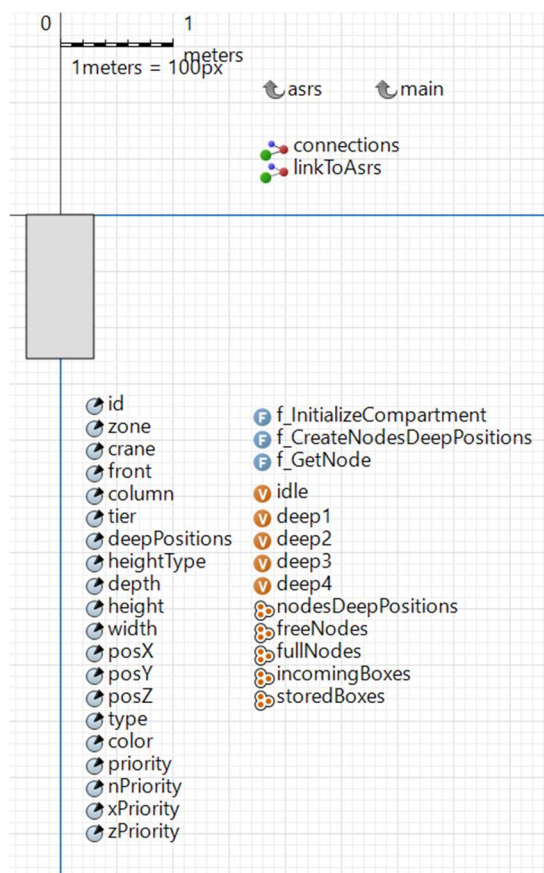 0 1
meters
1meters = 100px
asrs main
connections
linkToAsrs
id
zone
crane
front
column
tier
deepPositions
heightType
depth
height
width
posX
posY
posZ
type
color
priority
nPriority
xPriority
zPriority
F f_InitializeCompartment
F f_CreateNodesDeepPositions
F f_GetNode
V idle
V deep1
V deep2
V deep3
V deep4
nodesDeepPositions
freeNodes
fullNodes
incomingBoxes
storedBoxes